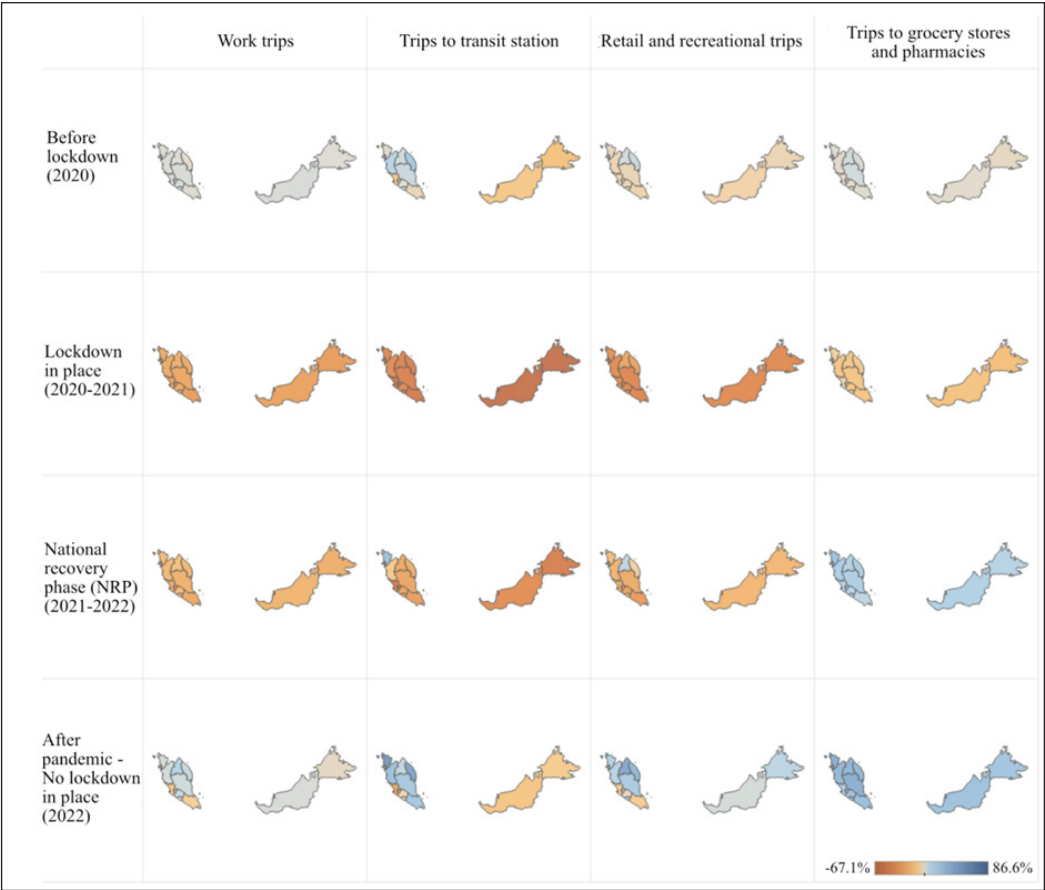 Work trips
Trips to transit station
Retail and recreational trips
Trips to grocery stores
and pharmacies
Before
lockdown
(2020)
Lockdown
in place
(2020-2021)
National
recovery
phase (NRP)
(2021-2022)
After
pandemic -
No lockdown
in place
(2022)
-67.1%
86.6%